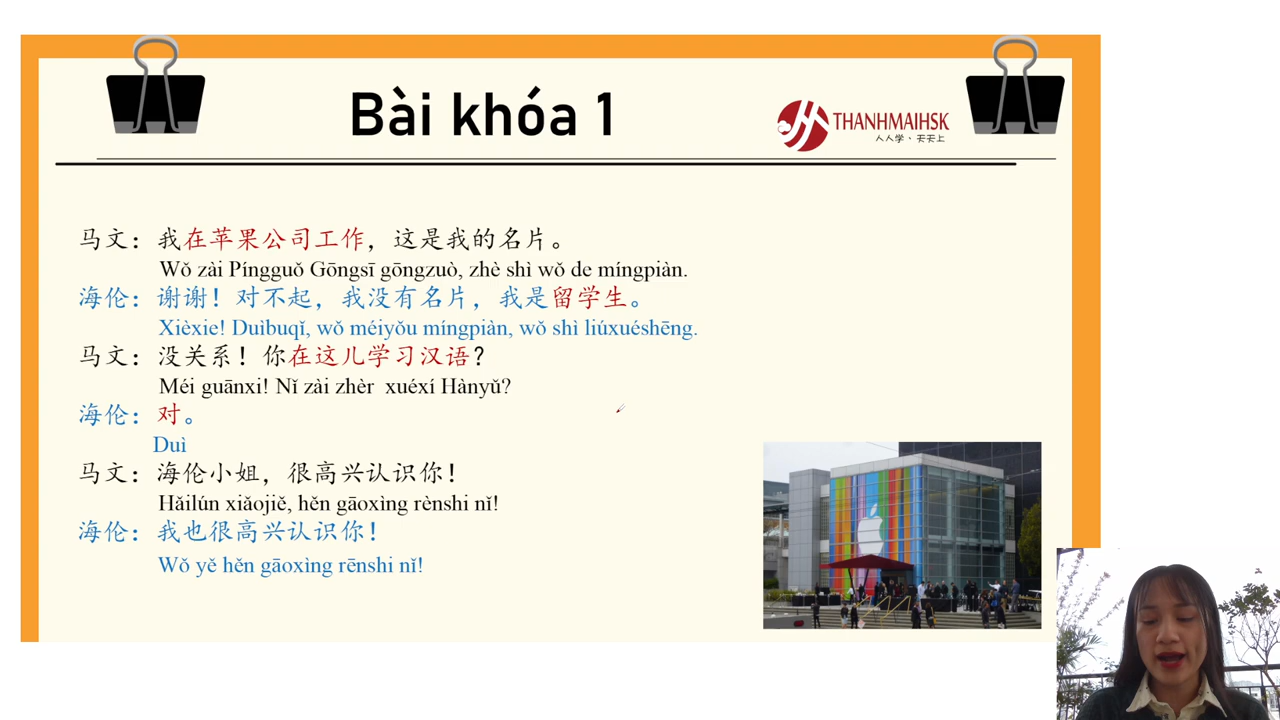 Bài khóa 1
THANHMAIHSK
人人学、天天上
马文：我在苹果公司工作，这是我的名片。
Wǒ zài Píngguǒ Gōngsī gōngzuò, zhè shì wǒ de míngpiàn.
海伦：谢谢！对不起，我没有名片，我是留学生。
Xièxie! Duìbuqǐ, wǒ méiyǒu míngpiàn, wǒ shì liúxuéshēng.
马文：没关系！你在这儿学习汉语？
Méi guānxi! Nǐ zài zhèr xuéxí Hànyǔ?
海伦：对。
Duì
马文：海伦小姐，很高兴认识你！
Hǎilún xiǎojiě, hěn gāoxìng rènshi nǐ!
海伦：我也很高兴认识你！
Wǒ yě hěn gāoxìng rēnshi nǐ!